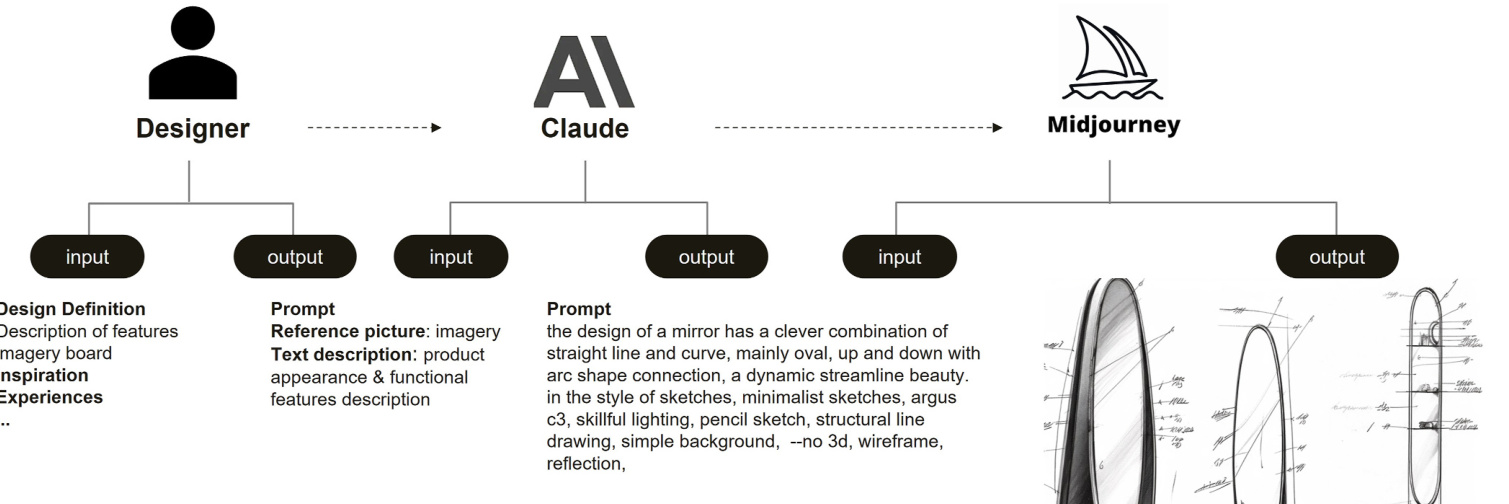 Designer
Claude
Midjourney
input
output
input
output
input
output
Design Definition
Description of features
Imagery board
Inspiration
Experiences
..
Prompt
Reference picture: imagery
Text description: product
appearance & functional
features description
Prompt
the design of a mirror has a clever combination of
straight line and curve, mainly oval, up and down with
arc shape connection, a dynamic streamline beauty.
in the style of sketches, minimalist sketches, argus
c3, skillful lighting, pencil sketch, structural line
drawing, simple background,  --no 3d, wireframe,
reflection,